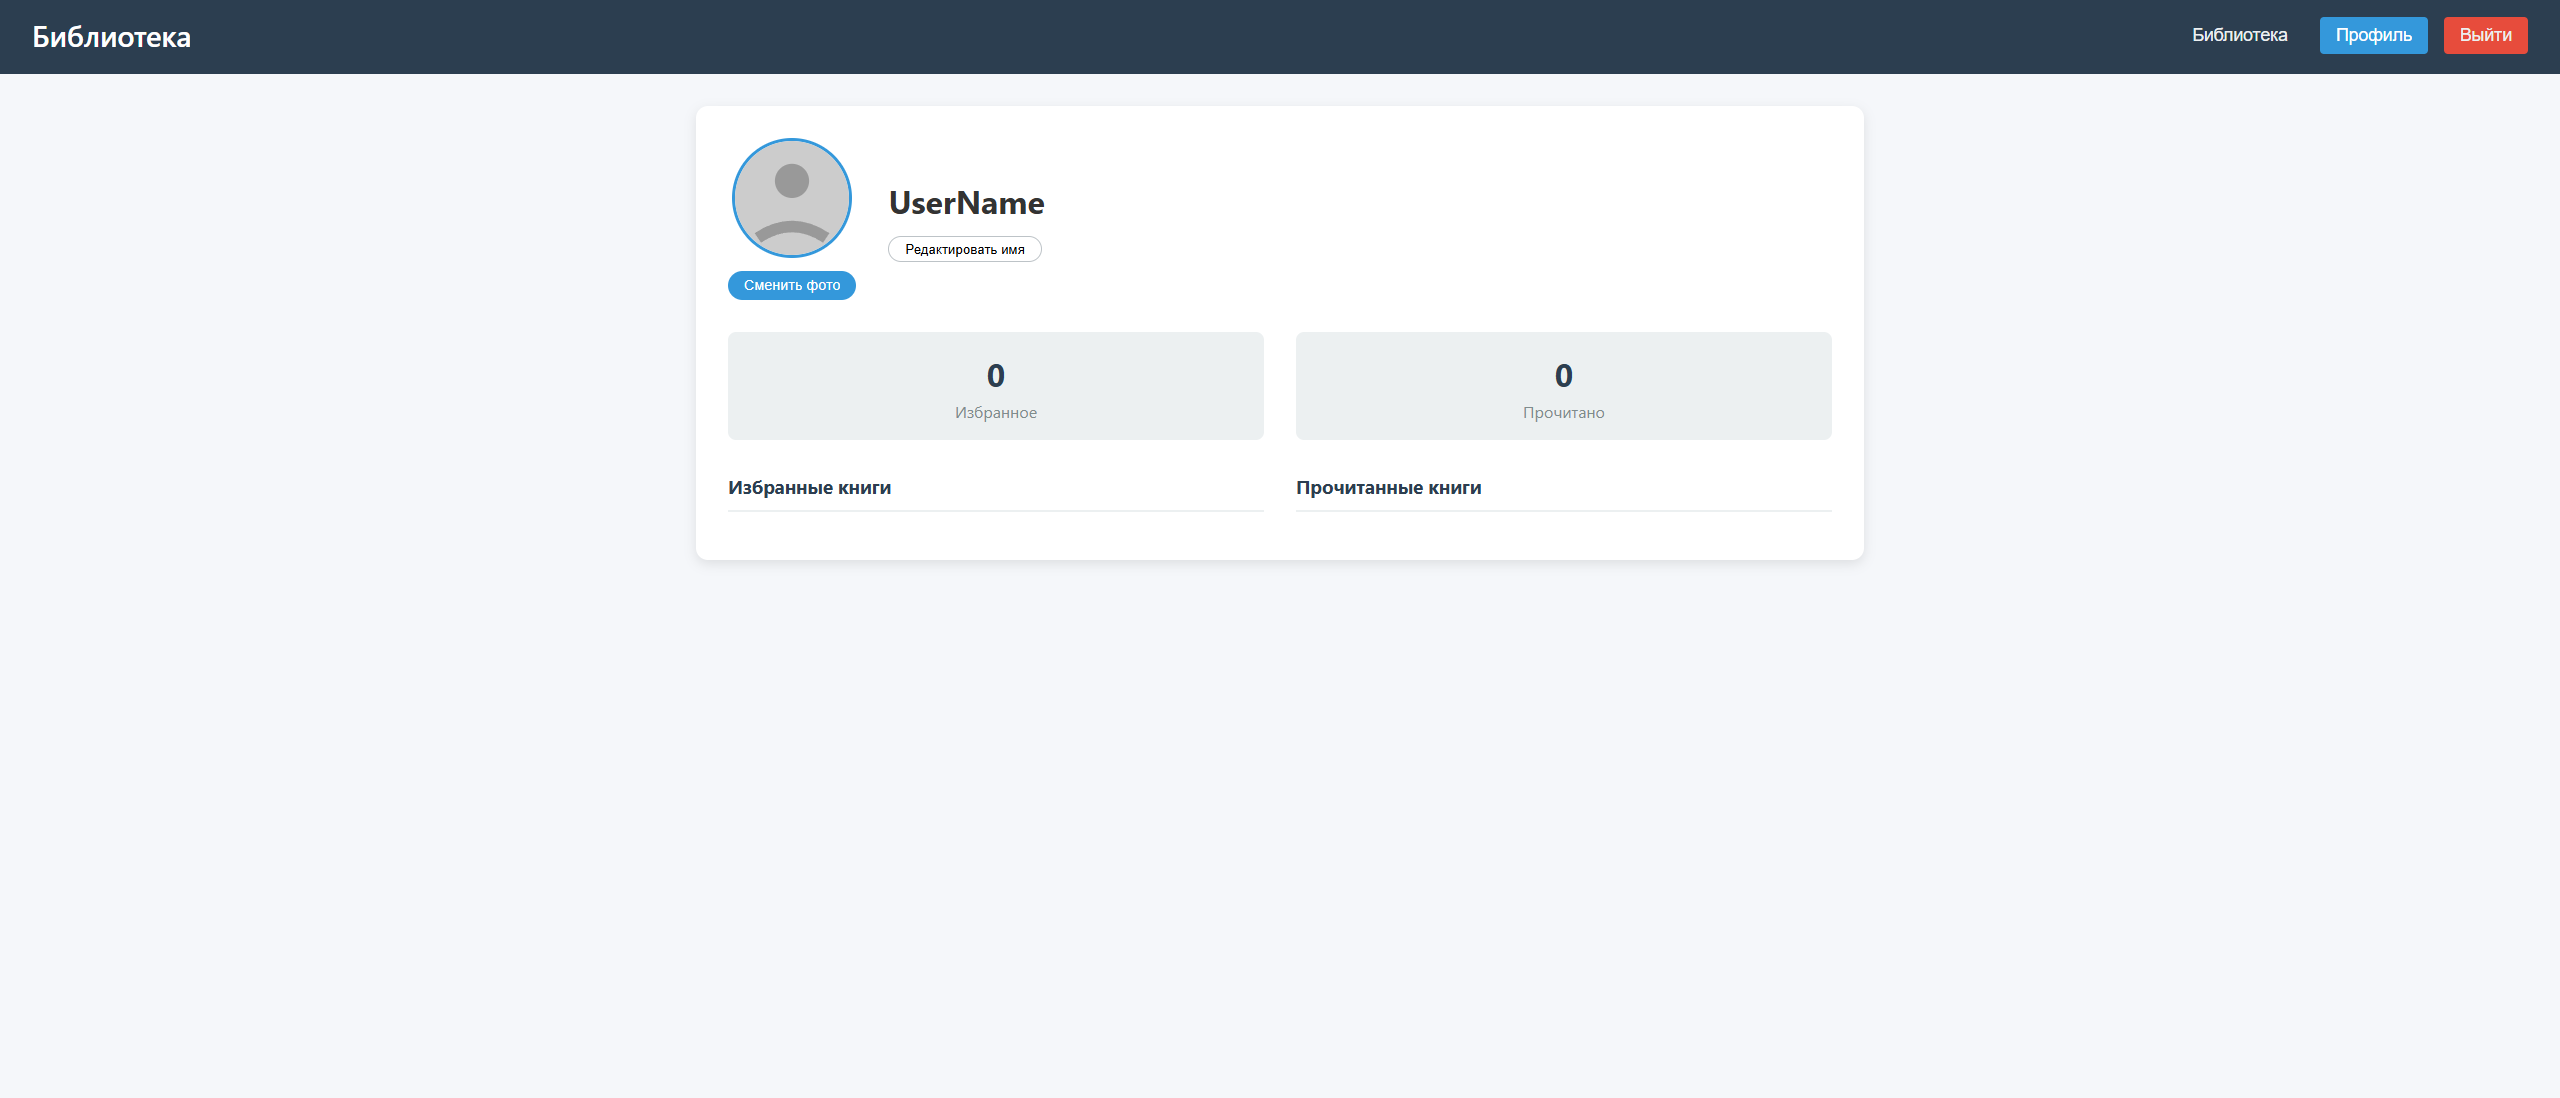 Библиотека
Библиотека
Профиль
Выйти
UserName
Редактировать имя
Сменить фото
0
Избранное
0
Прочитано
Избранные книги
Прочитанные книги